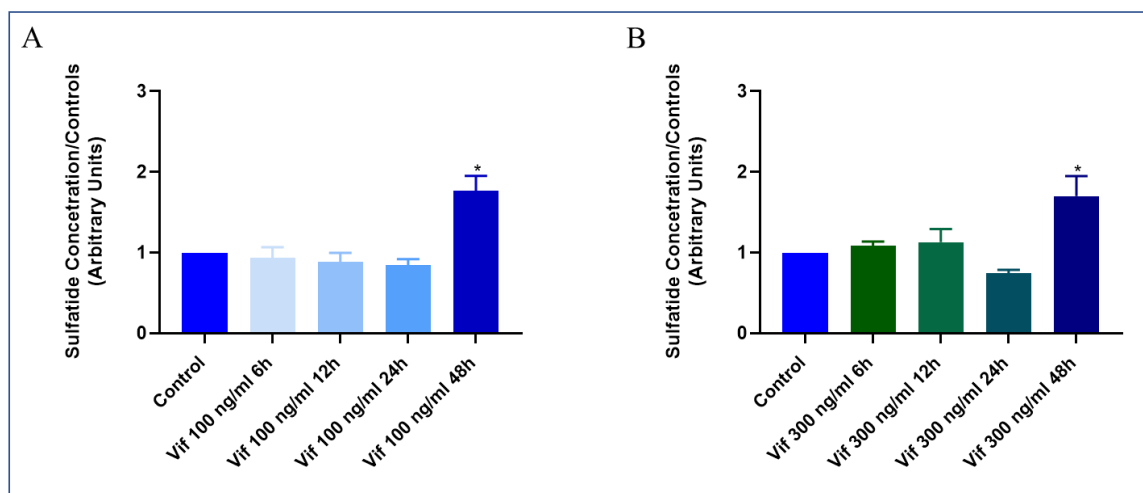 A
Sulfatide Concetration/Controls
(Arbitrary Units)
3
2
1
0
*
Control
Vif 100 ng/ml 6h
Vif 100 ng/ml 12h
Vif 100 ng/ml 24h
Vif 100 ng/ml 48h
B
Sulfatide Concetration/Controls
(Arbitrary Units)
3
2
1
0
*
Control
Vif 300 ng/ml 6h
Vif 300 ng/ml 12h
Vif 300 ng/ml 24h
Vif 300 ng/ml 48h